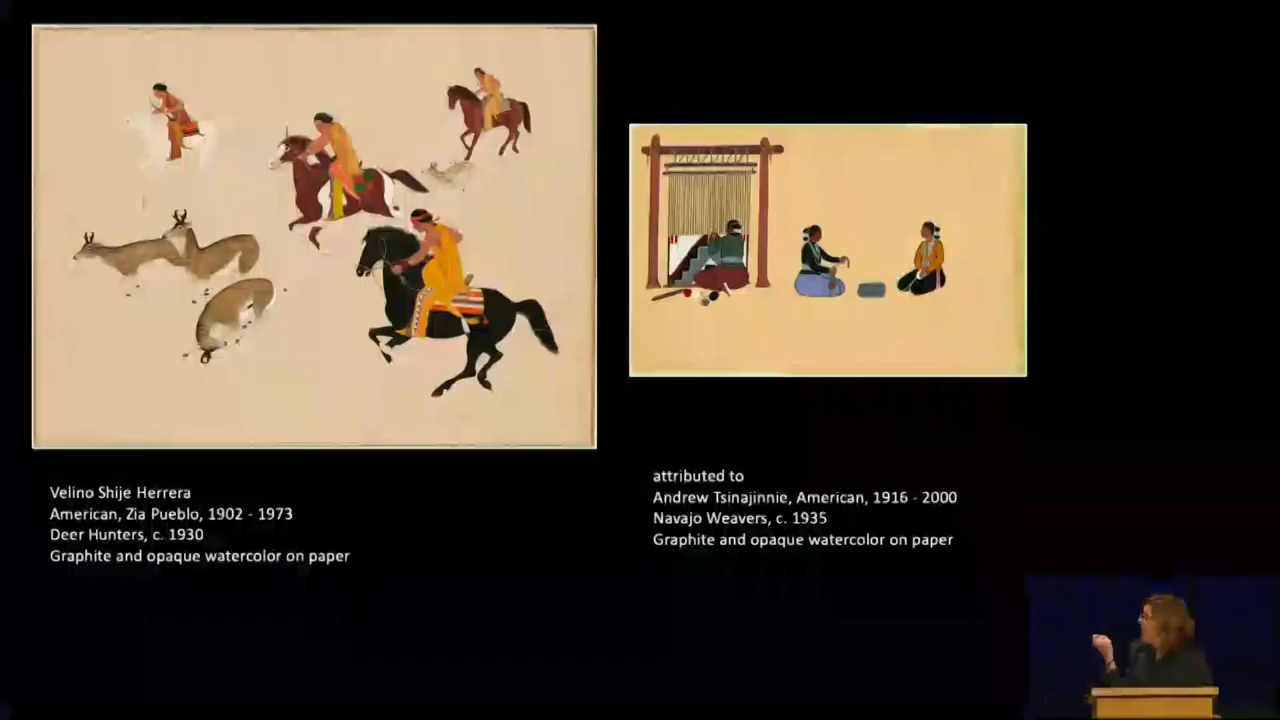 Velino Shije Herrera
American, Zia Pueblo, 1902 - 1973
Deer Hunters, c. 1930
Graphite and opaque watercolor on paper
attributed to
Andrew Tsinajinnie, American, 1916 - 2000
Navajo Weavers, c. 1935
Graphite and opaque watercolor on paper